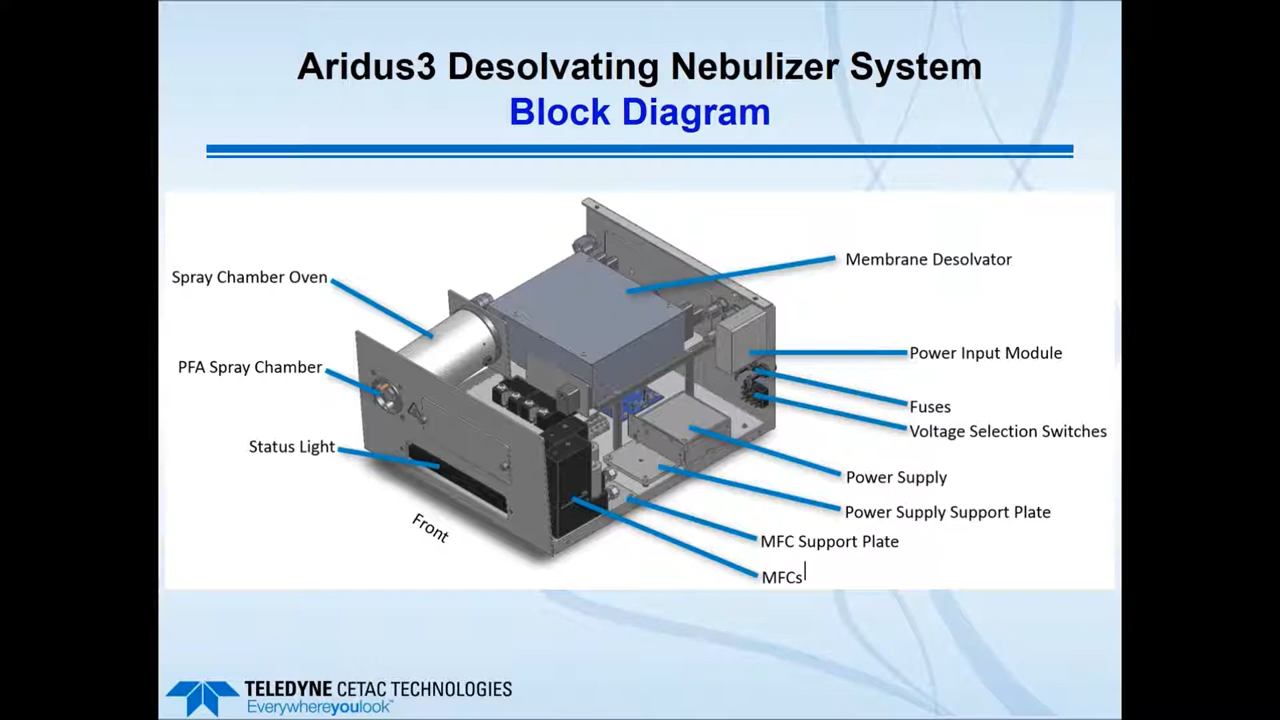 Aridus3 Desolvating Nebulizer System
Block Diagram
Spray Chamber Oven
PFA Spray Chamber
Status Light
Front
Membrane Desolvator
Power Input Module
Fuses
Voltage Selection Switches
Power Supply
Power Supply Support Plate
MFC Support Plate
MFCs
TELEDYNE CETAC TECHNOLOGIES
Everywhereyoulook™